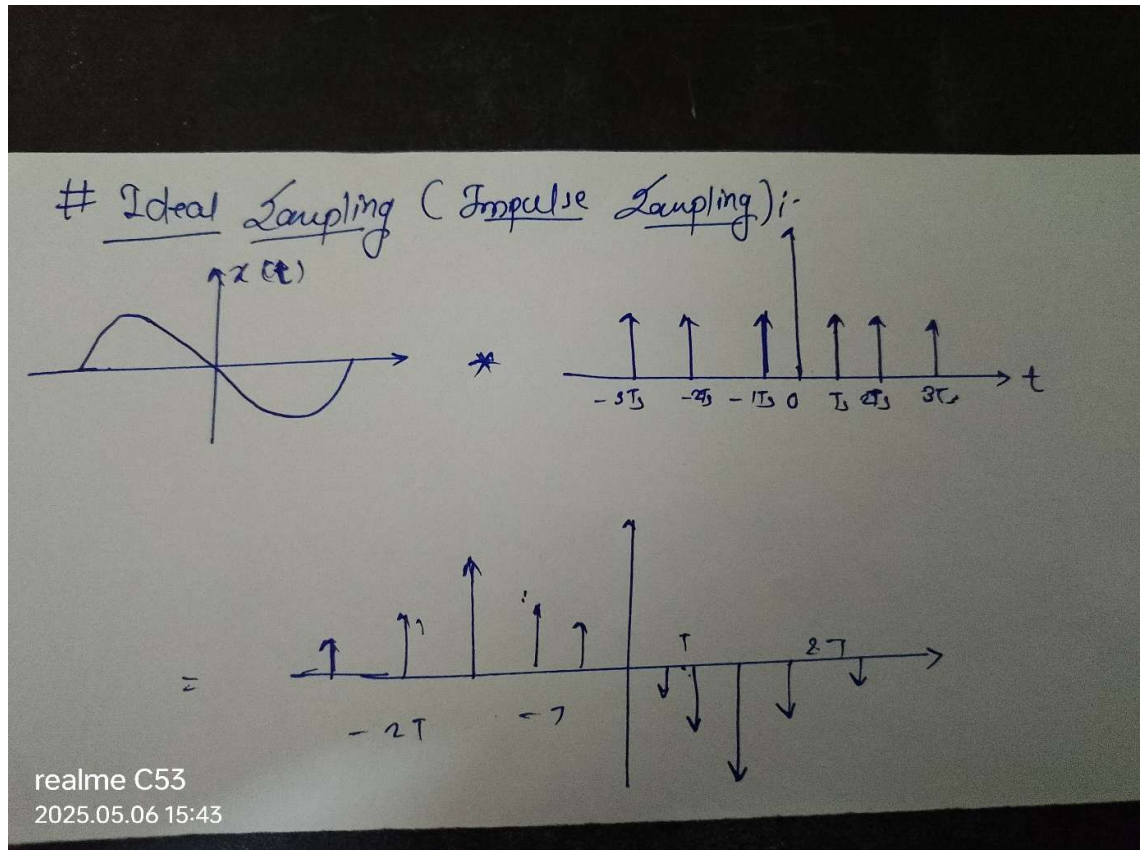 # Ideal Sampling (Impulse Sampling):-
x(t)
*
-3Ts -2Ts -1Ts 0 Ts 2Ts 3Ts t
T 2T
=
-2T -T
realme C53
2025.05.06 15:43